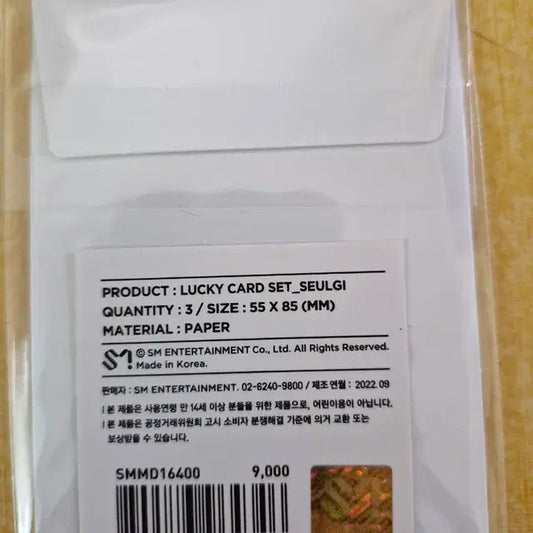 PRODUCT : LUCKY CARD SET_SEULGI
QUANTITY : 3 / SIZE : 55 X 85 (MM)
MATERIAL : PAPER
SM ⓒ SM ENTERTAINMENT Co., Ltd. All Rights Reserved.
Made in Korea.
판매자 : SM ENTERTAINMENT. 02-6240-9800 / 제조 연월 : 2022. 09
| 본 제품은 사용연령 만 14세 이상 분들을 위한 제품으로, 어린이용이 아닙니다.
| 본 제품은 공정거래위원회 고시 소비자 분쟁해결 기준에 의거 교환 또는
보상받을 수 있습니다.
SMMD16400 9,000